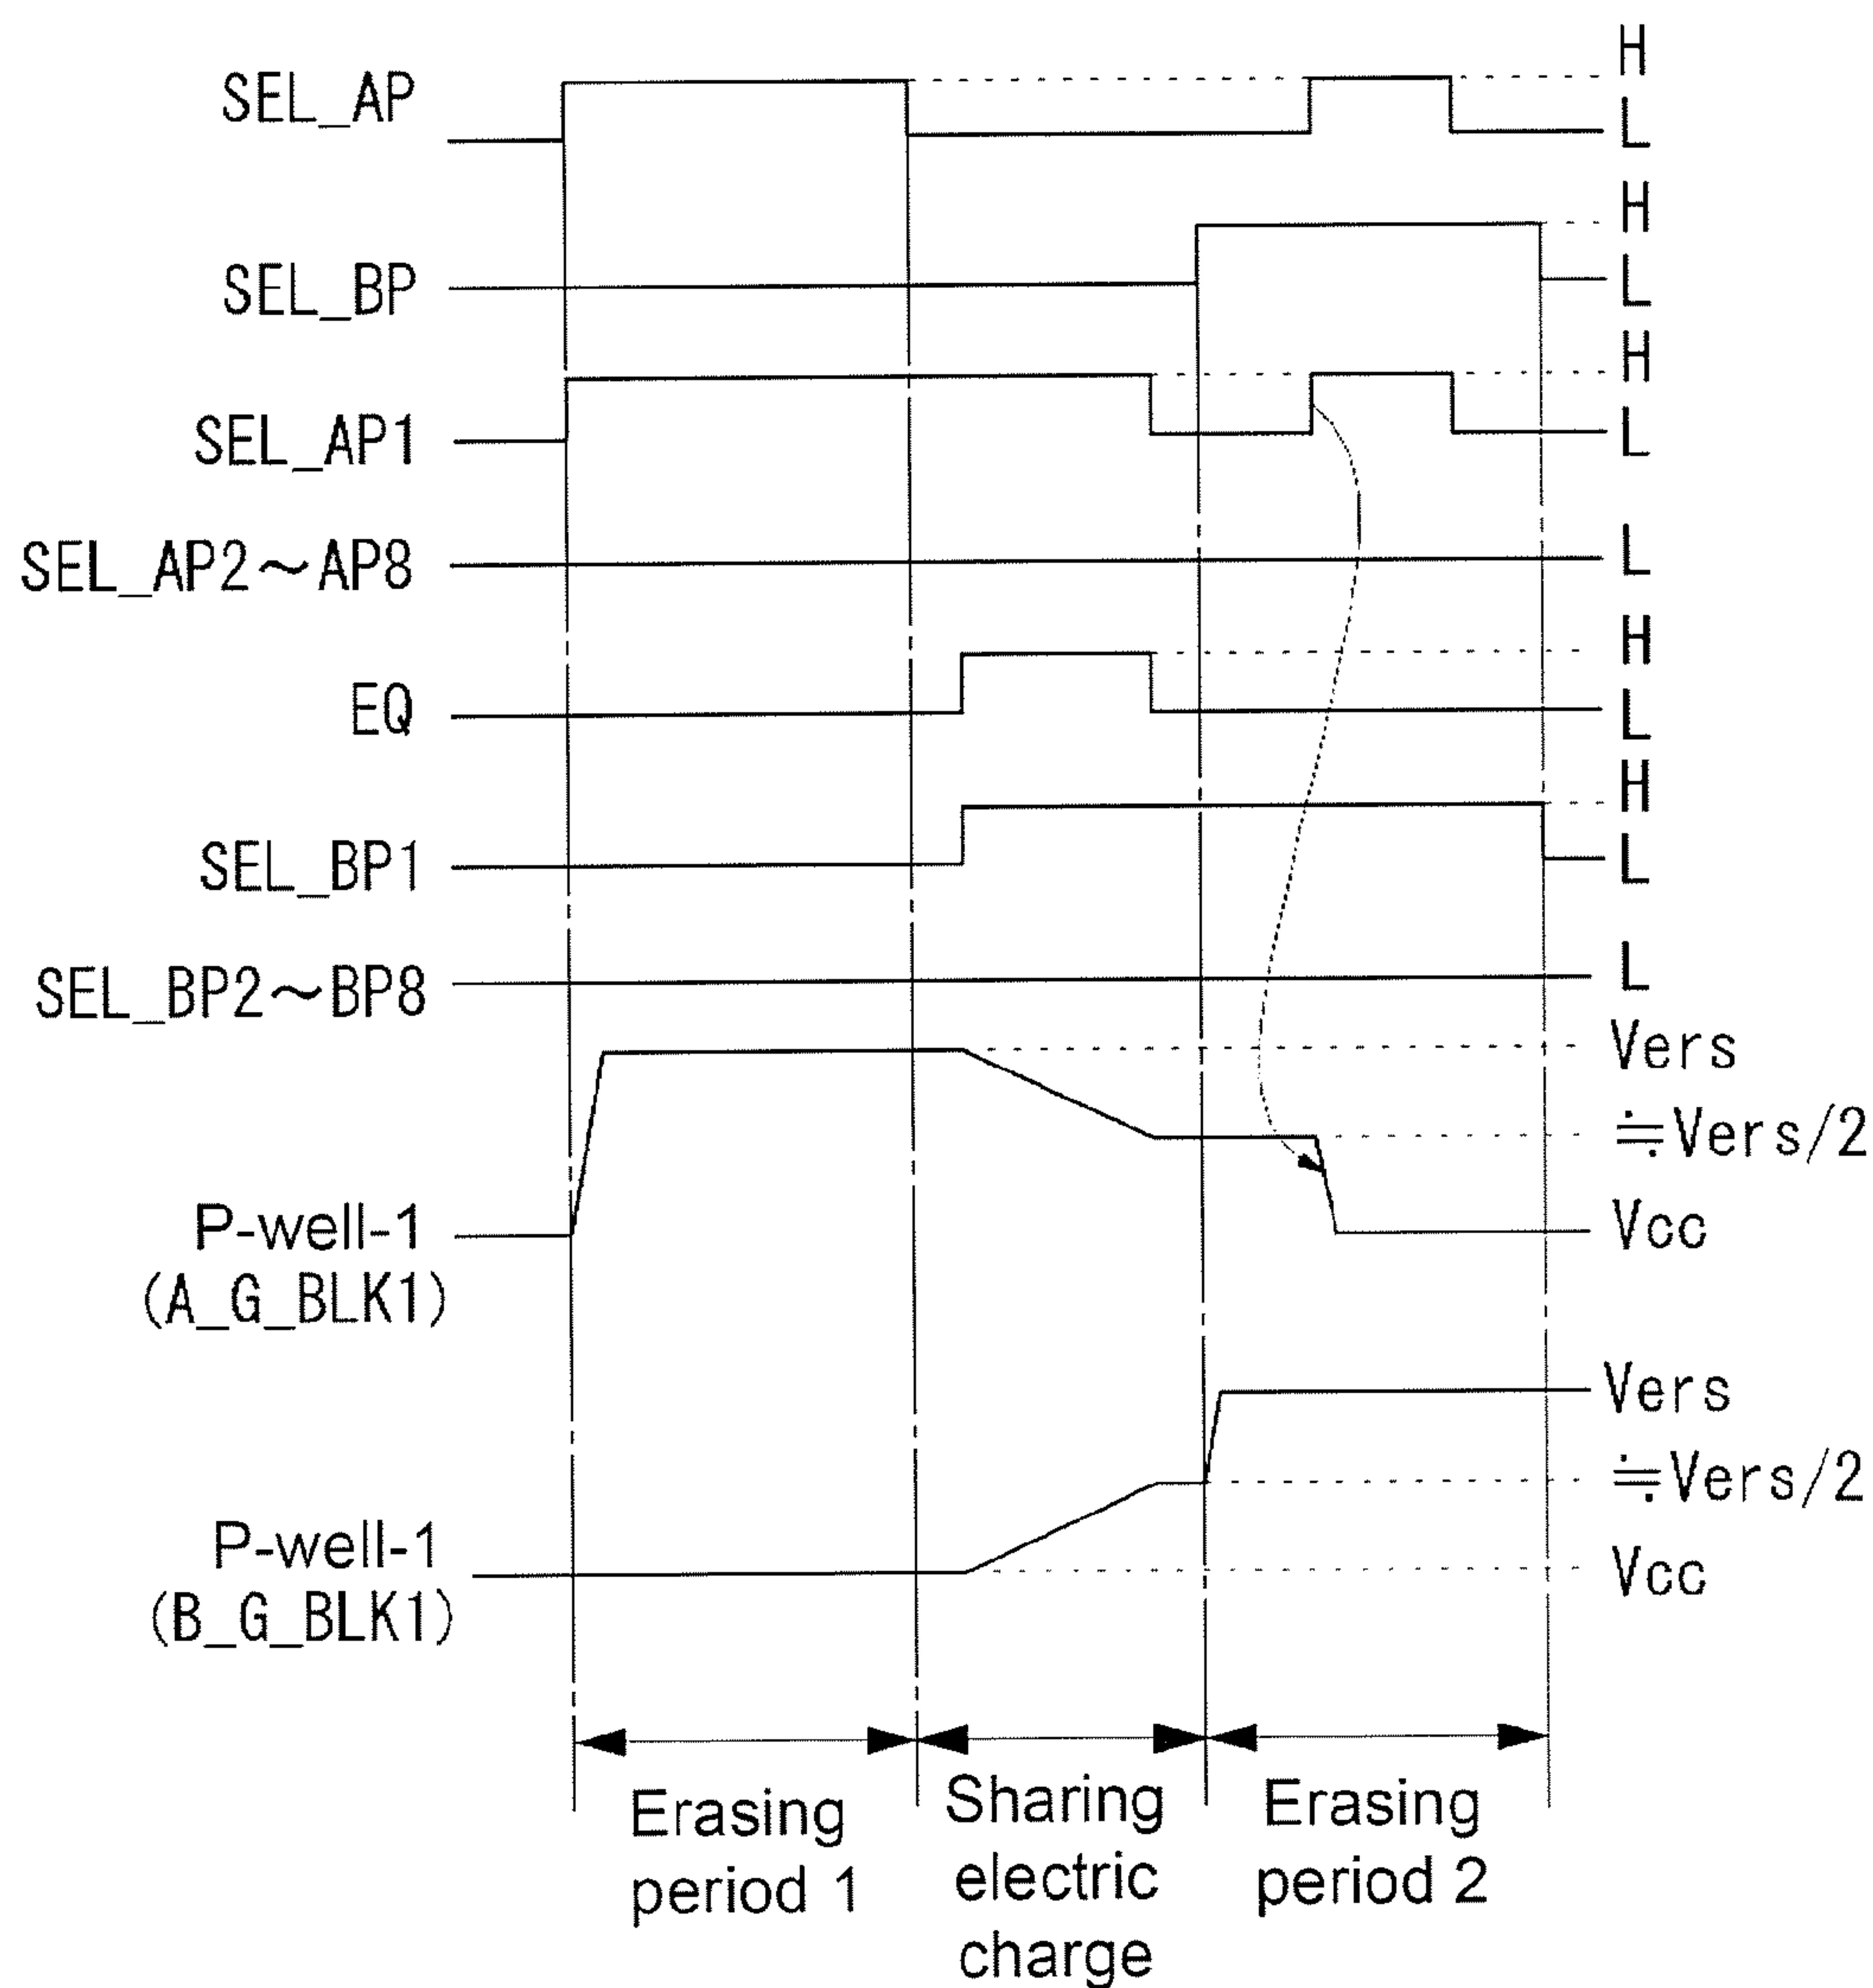 SEL_AP
H
L
SEL_BP
H
L
SEL_AP1
H
L
SEL_AP2~AP8
L
EQ
H
L
SEL_BP1
H
L
SEL_BP2~BP8
L
P-well-1
(A_G_BLK1)
Vers
≒Vers/2
Vcc
P-well-1
(B_G_BLK1)
Vers
≒Vers/2
Vcc
Erasing
period 1
Sharing
electric
charge
Erasing
period 2